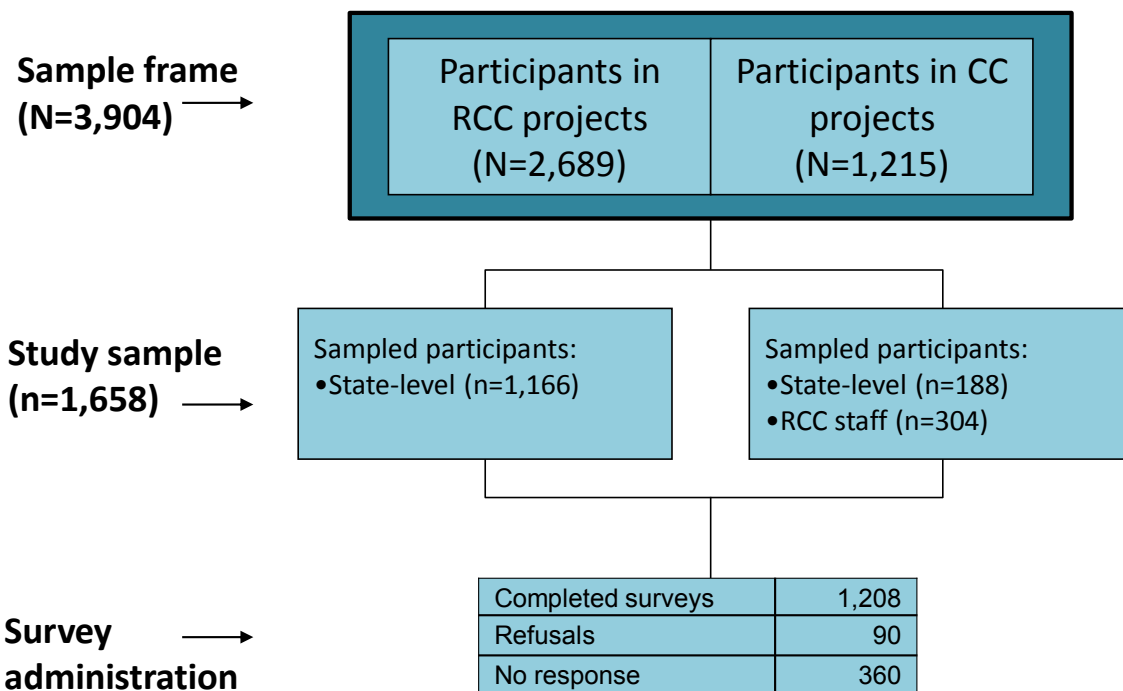 Sample frame
(N=3,904)
Participants in
RCC projects
(N=2,689)
Participants in CC
projects
(N=1,215)
Study sample
(n=1,658)
Sampled participants:
•State-level (n=1,166)
Sampled participants:
•State-level (n=188)
•RCC staff (n=304)
Survey
administration
Completed surveys 1,208
Refusals 90
No response 360